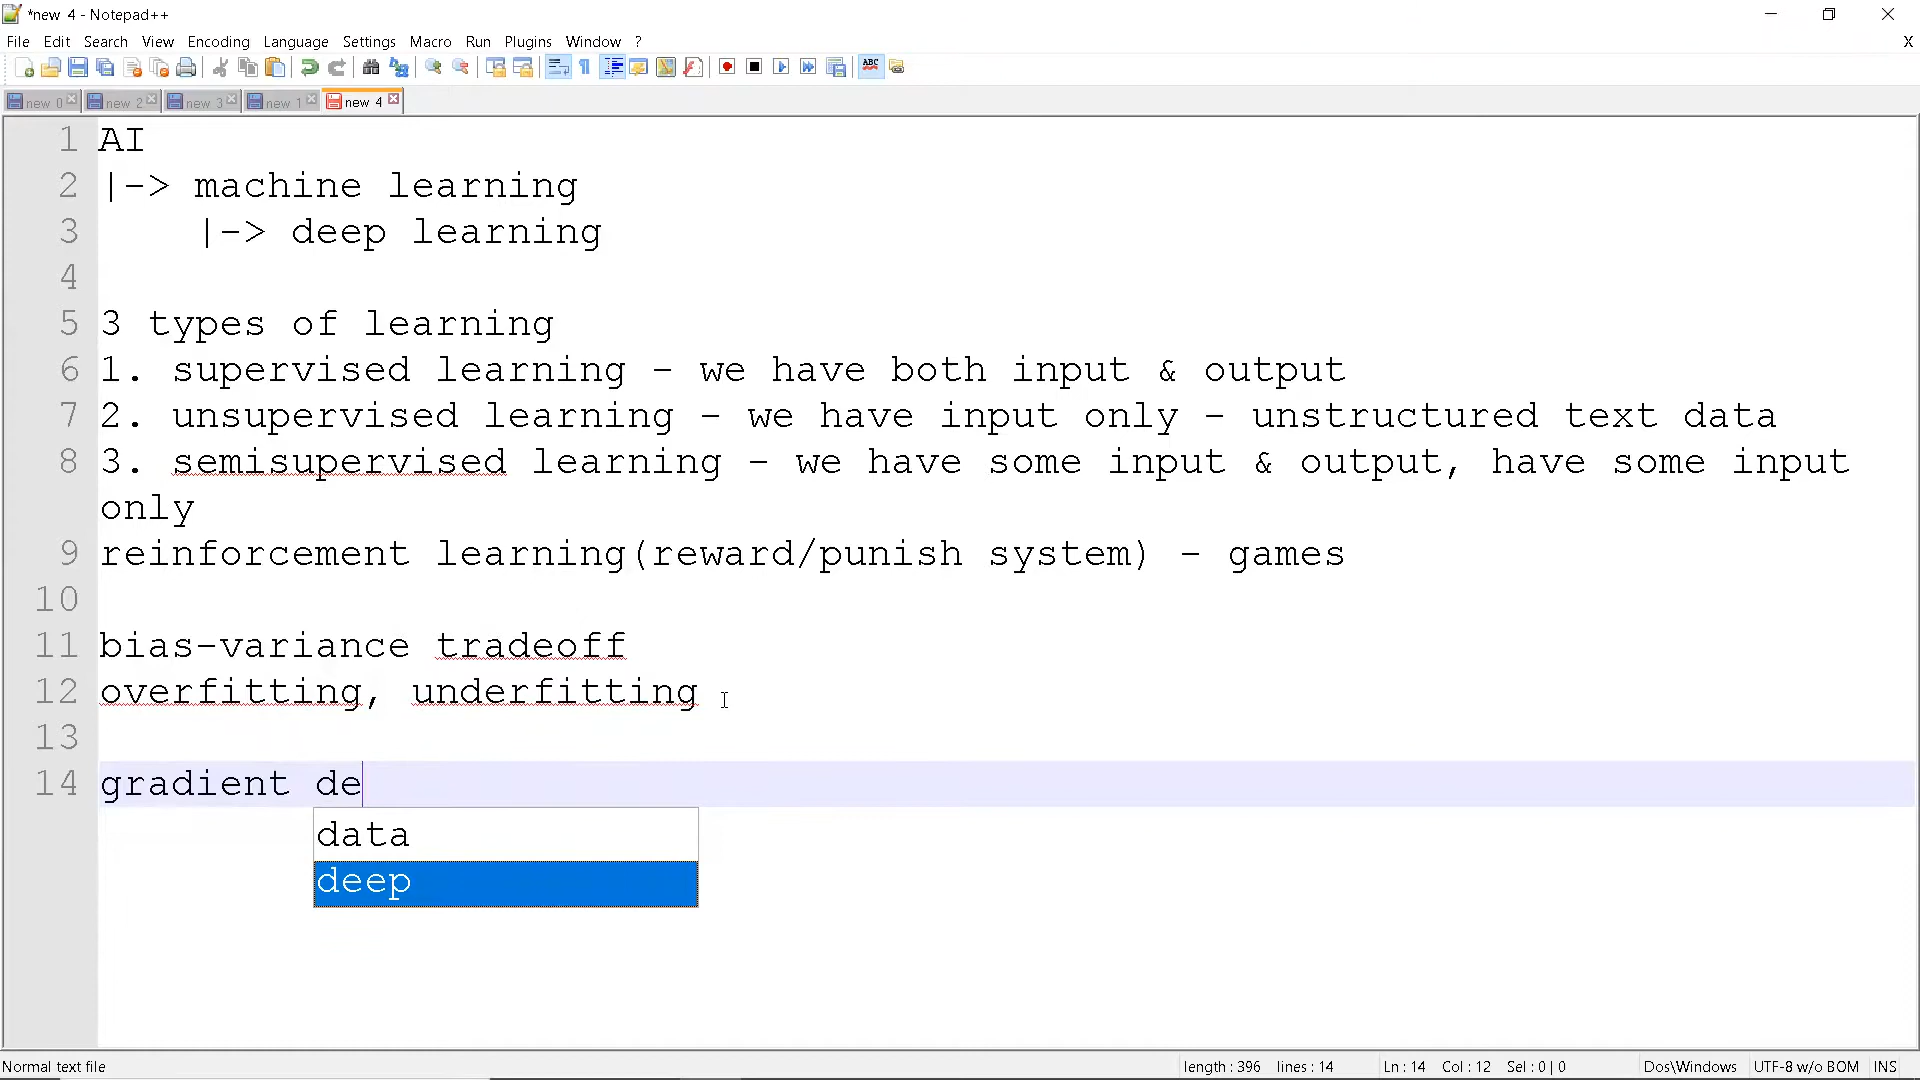 *new 4 - Notepad++
File Edit Search View Encoding Language Settings Macro Run Plugins Window ?
X
ABC
new 0 new 2 new 3 new 1 new 4
1 AI
2 |-> machine learning
3 |-> deep learning
4
5 3 types of learning
6 1. supervised learning - we have both input & output
7 2. unsupervised learning - we have input only - unstructured text data
8 3. semisupervised learning - we have some input & output, have some input
only
9 reinforcement learning(reward/punish system) - games
10
11 bias-variance tradeoff
12 overfitting, underfitting
13
14 gradient de
data
deep
Normal text file length : 396 lines : 14 Ln : 14 Col : 12 Sel : 0 | 0 Dos\Windows UTF-8 w/o BOM INS